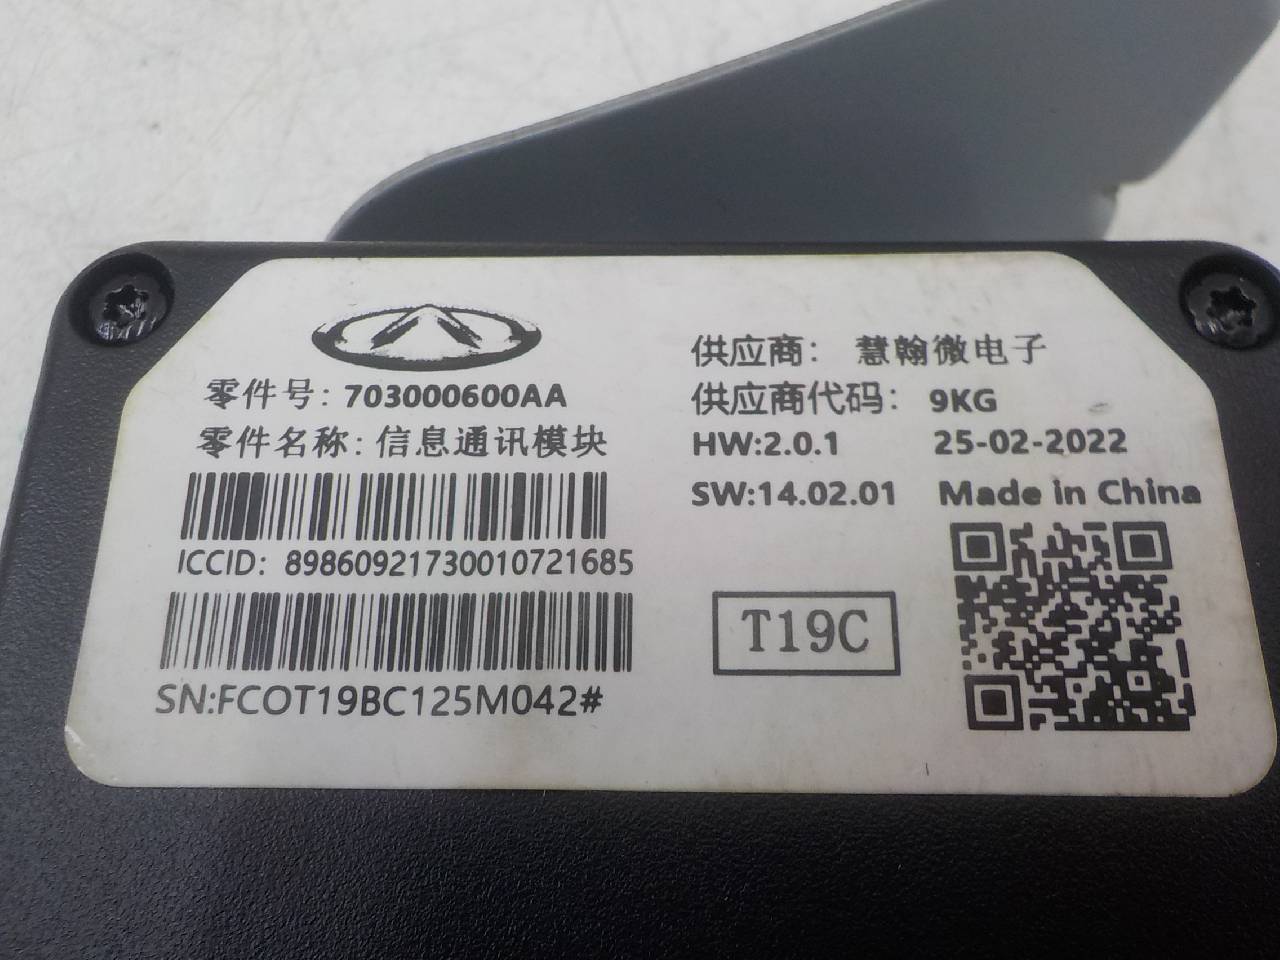 零件号: 703000600AA
零件名称: 信息通讯模块
ICCID: 89860921730010721685
SN:FCOT19BC125M042#
供应商: 慧翰微电子
供应商代码: 9KG
HW:2.0.1 25-02-2022
SW:14.02.01 Made in China
T19C